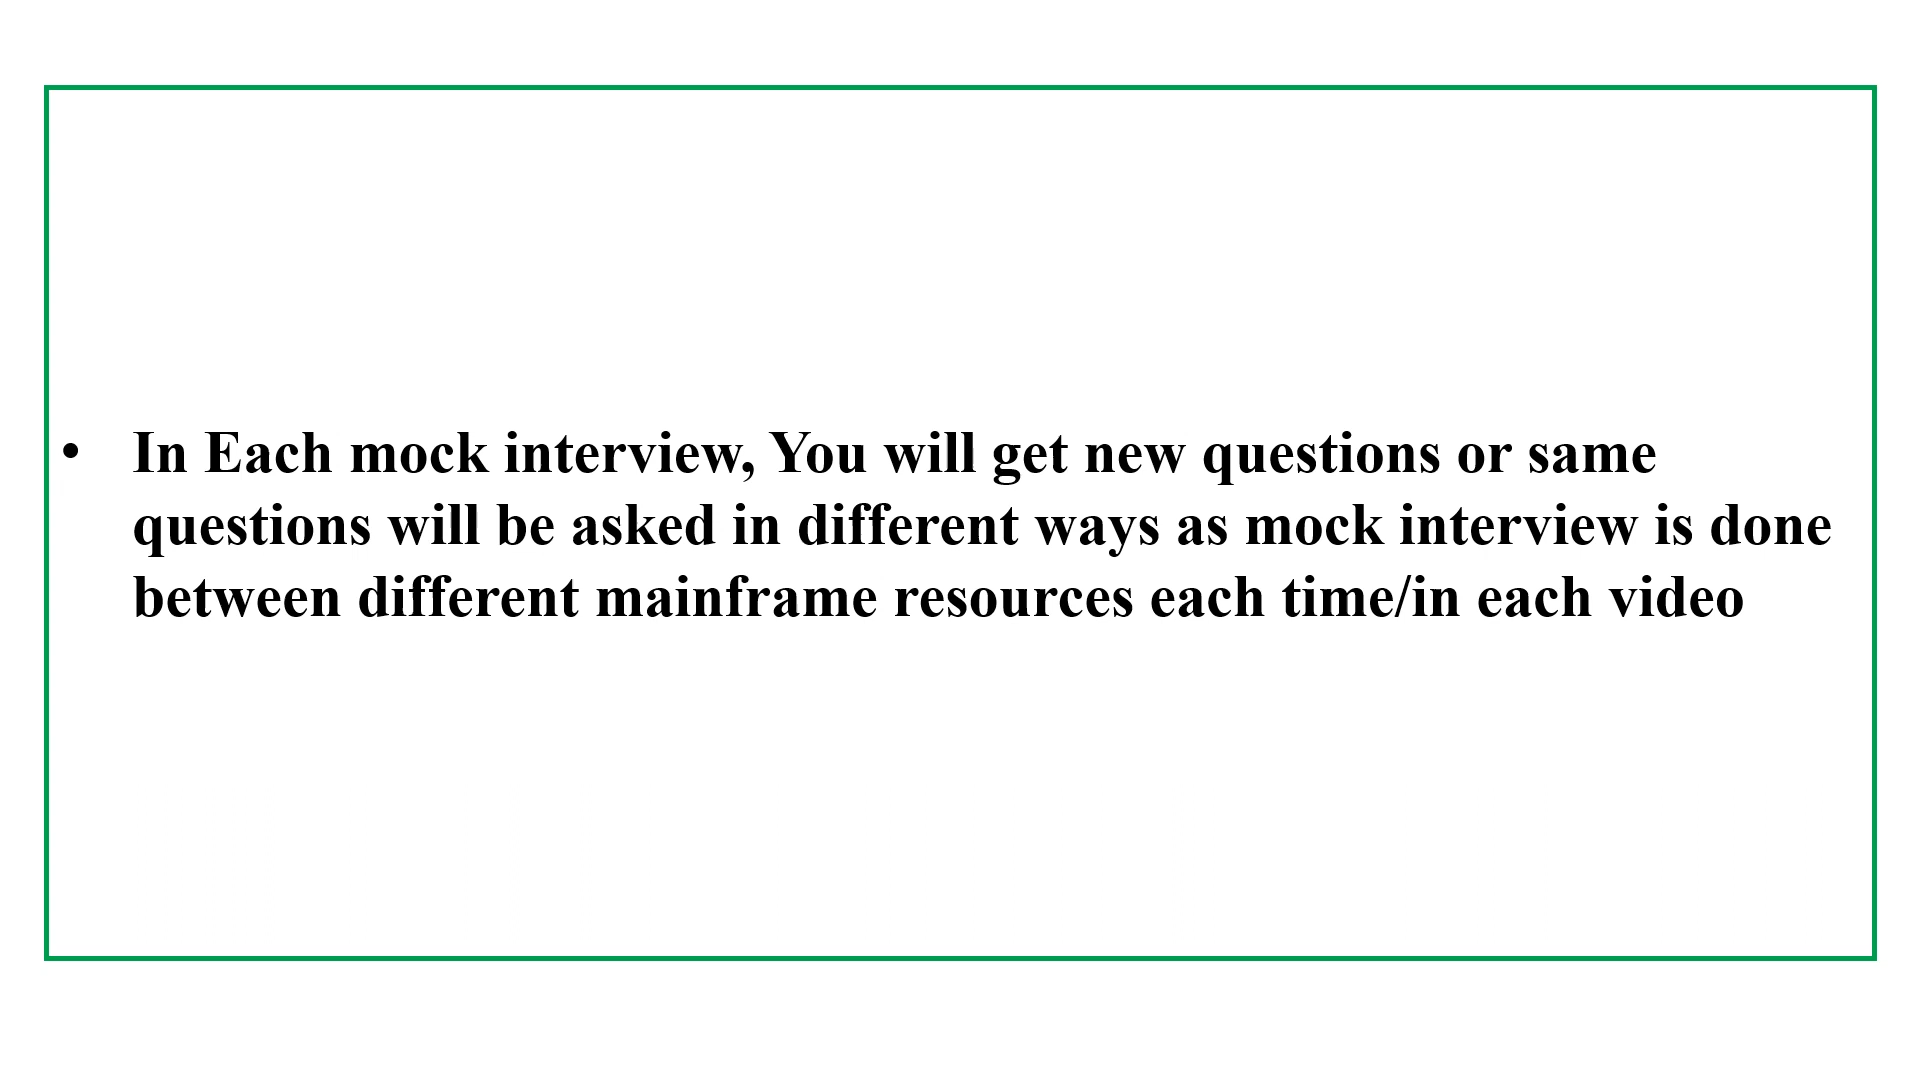 • In Each mock interview, You will get new questions or same
questions will be asked in different ways as mock interview is done
between different mainframe resources each time/in each video